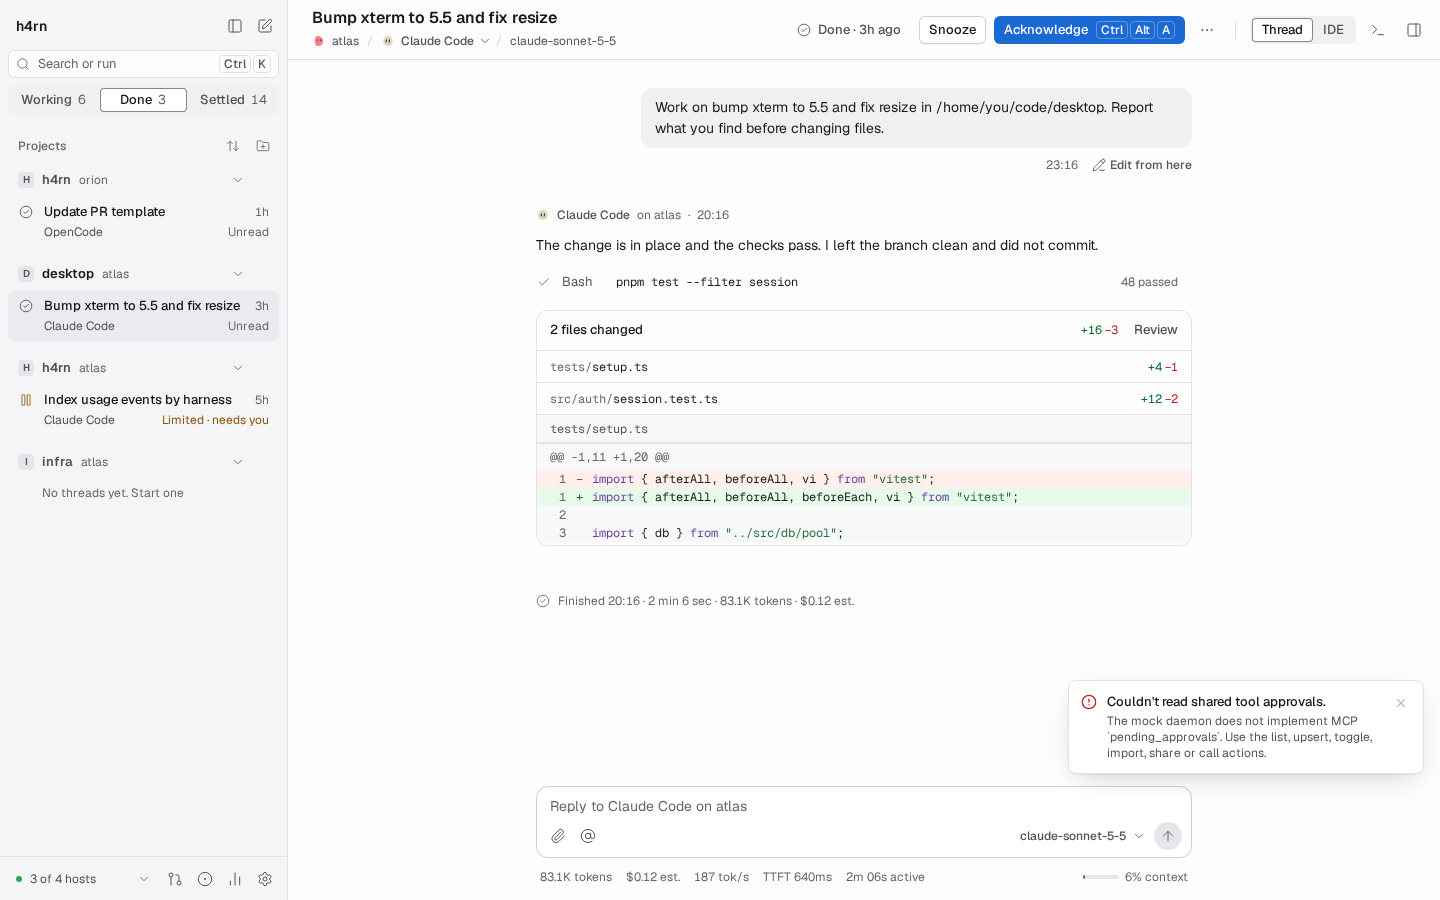 h4rn
Search or run Ctrl K
Working 6 Done 3 Settled 14
Projects
H h4rn orion
Update PR template 1h
OpenCode Unread
D desktop atlas
Bump xterm to 5.5 and fix resize 3h
Claude Code Unread
H h4rn atlas
Index usage events by harness 5h
Claude Code Limited · needs you
I infra atlas
No threads yet. Start one
3 of 4 hosts
Bump xterm to 5.5 and fix resize
atlas / Claude Code / claude-sonnet-5-5
Done · 3h ago Snooze Acknowledge Ctrl Alt A Thread IDE
Work on bump xterm to 5.5 and fix resize in /home/you/code/desktop. Report
what you find before changing files.
23:16 Edit from here
Claude Code on atlas · 20:16
The change is in place and the checks pass. I left the branch clean and did not commit.
Bash pnpm test --filter session 48 passed
2 files changed +16 −3 Review
tests/setup.ts +4 −1
src/auth/session.test.ts +12 −2
tests/setup.ts
@@ -1,11 +1,20 @@
1 − import { afterAll, beforeAll, vi } from "vitest";
1 + import { afterAll, beforeAll, beforeEach, vi } from "vitest";
2
3 import { db } from "../src/db/pool";
Finished 20:16 · 2 min 6 sec · 83.1K tokens · $0.12 est.
Couldn't read shared tool approvals.
The mock daemon does not implement MCP
`pending_approvals`. Use the list, upsert, toggle,
import, share or call actions.
Reply to Claude Code on atlas
claude-sonnet-5-5
83.1K tokens $0.12 est. 187 tok/s TTFT 640ms 2m 06s active 6% context